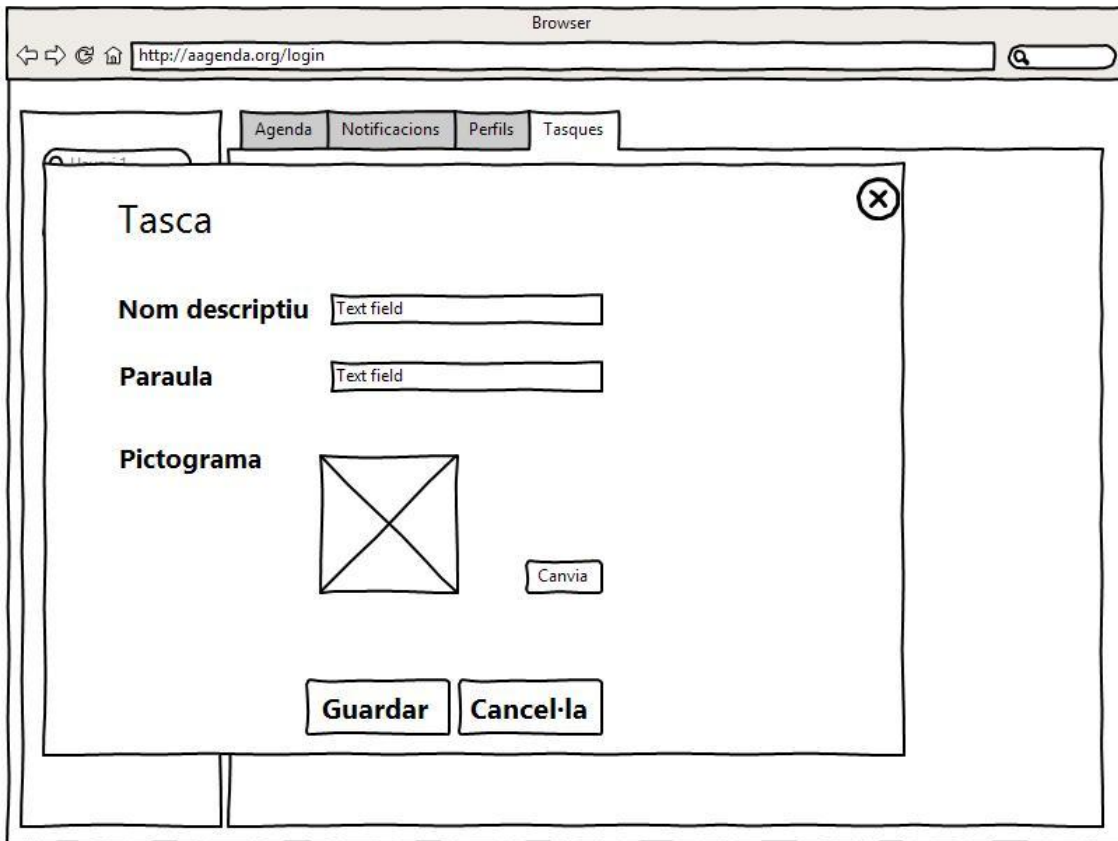 Browser
http://aagenda.org/login
Agenda Notificacions Perfils Tasques
Tasca
Nom descriptiu Text field
Paraula Text field
Pictograma
Canvia
Guardar Cancel·la